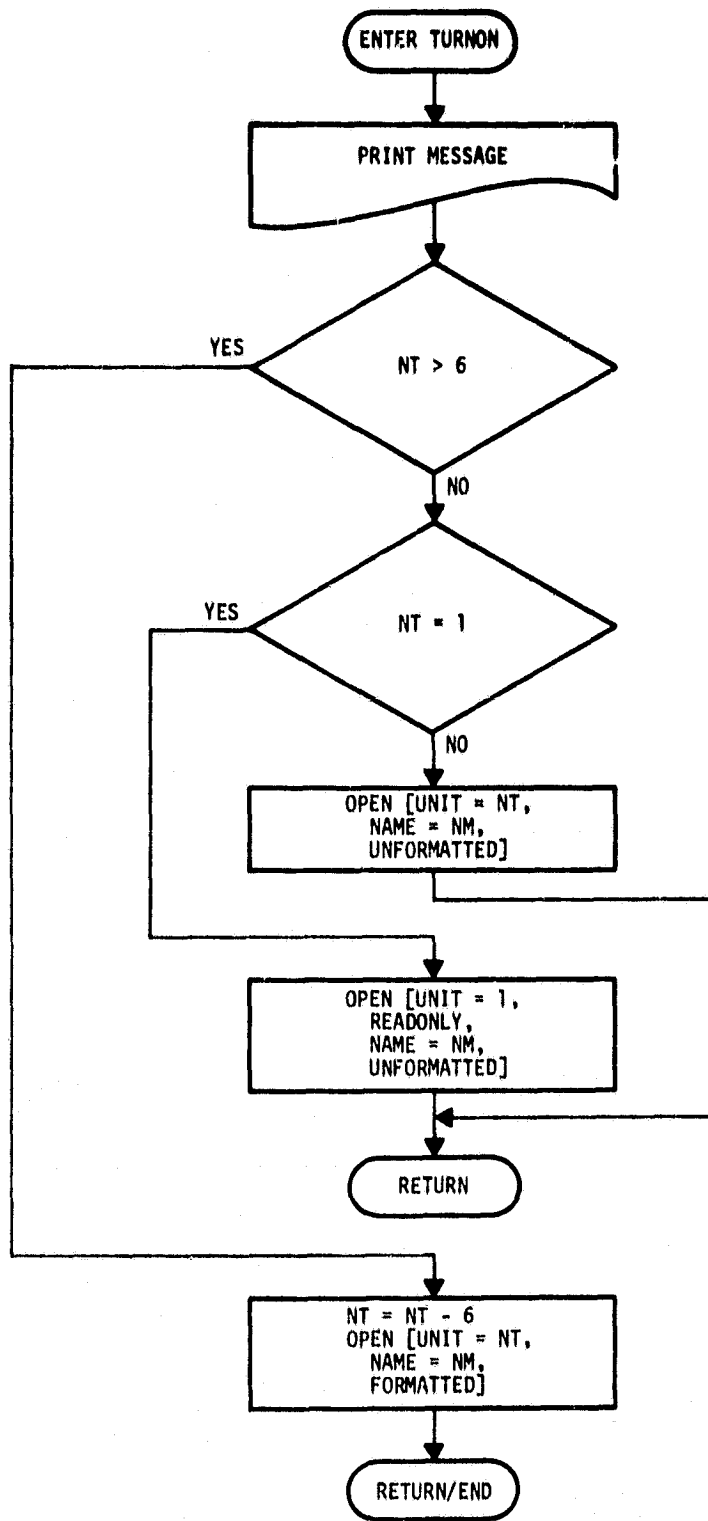 ENTER TURNON
PRINT MESSAGE
YES
NT > 6
NO
YES
NT = 1
NO
OPEN [UNIT = NT,
NAME = NM,
UNFORMATTED]
OPEN [UNIT = 1,
READONLY,
NAME = NM,
UNFORMATTED]
RETURN
NT = NT - 6
OPEN [UNIT = NT,
NAME = NM,
FORMATTED]
RETURN/END